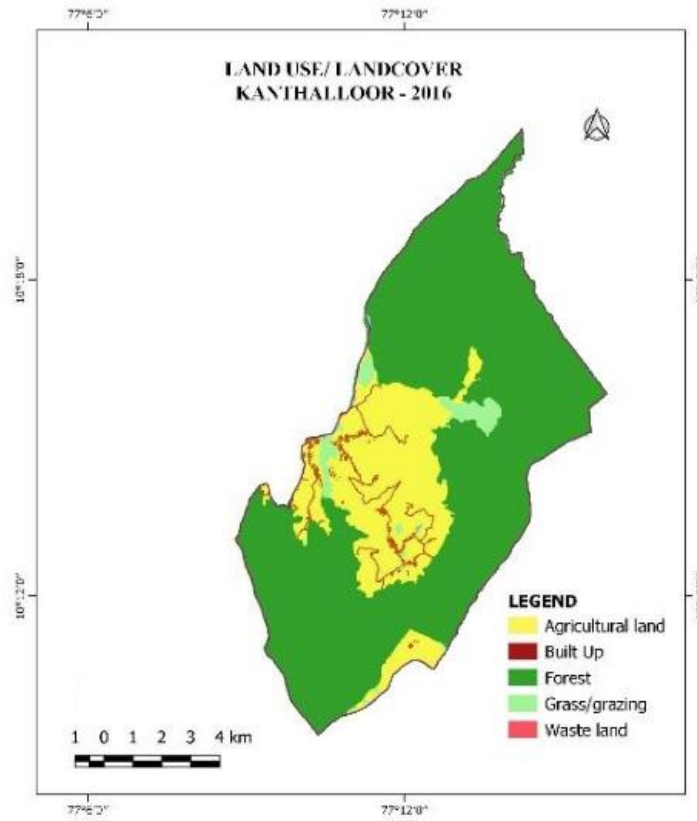 77°12'0"
LAND USE/ LANDCOVER
KANTHALLOOR - 2016
LEGEND
Agricultural land
Built Up
Forest
Grass/grazing
Waste land
1 0 1 2 3 4 km
77°12'0"